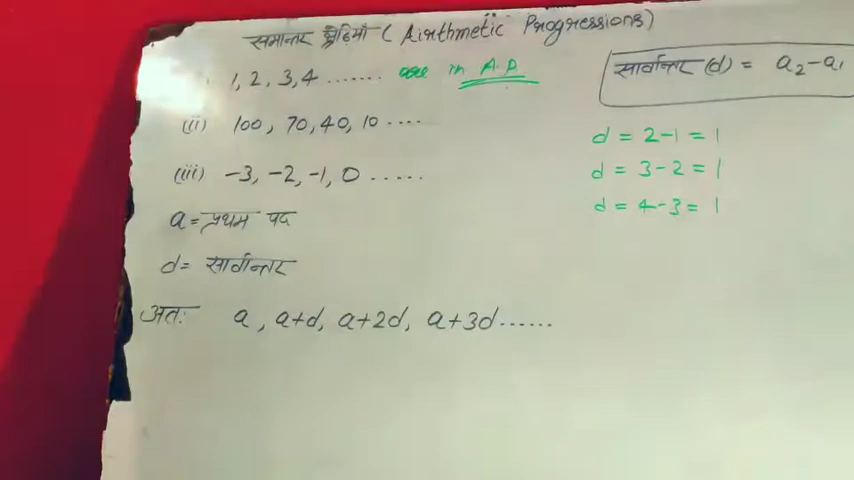 समान्तर श्रेढ़ियाँ ( Airthmetic Progressions)
1, 2, 3, 4 ....... are in A.P
(ii) 100, 70, 40, 10 ....
(iii) -3, -2, -1, 0 .....
a = प्रथम पद
d = सार्वान्तर
अतः a, a+d, a+2d, a+3d......
सार्वान्तर (d) = a₂-a₁
d = 2-1 = 1
d = 3-2 = 1
d = 4-3 = 1